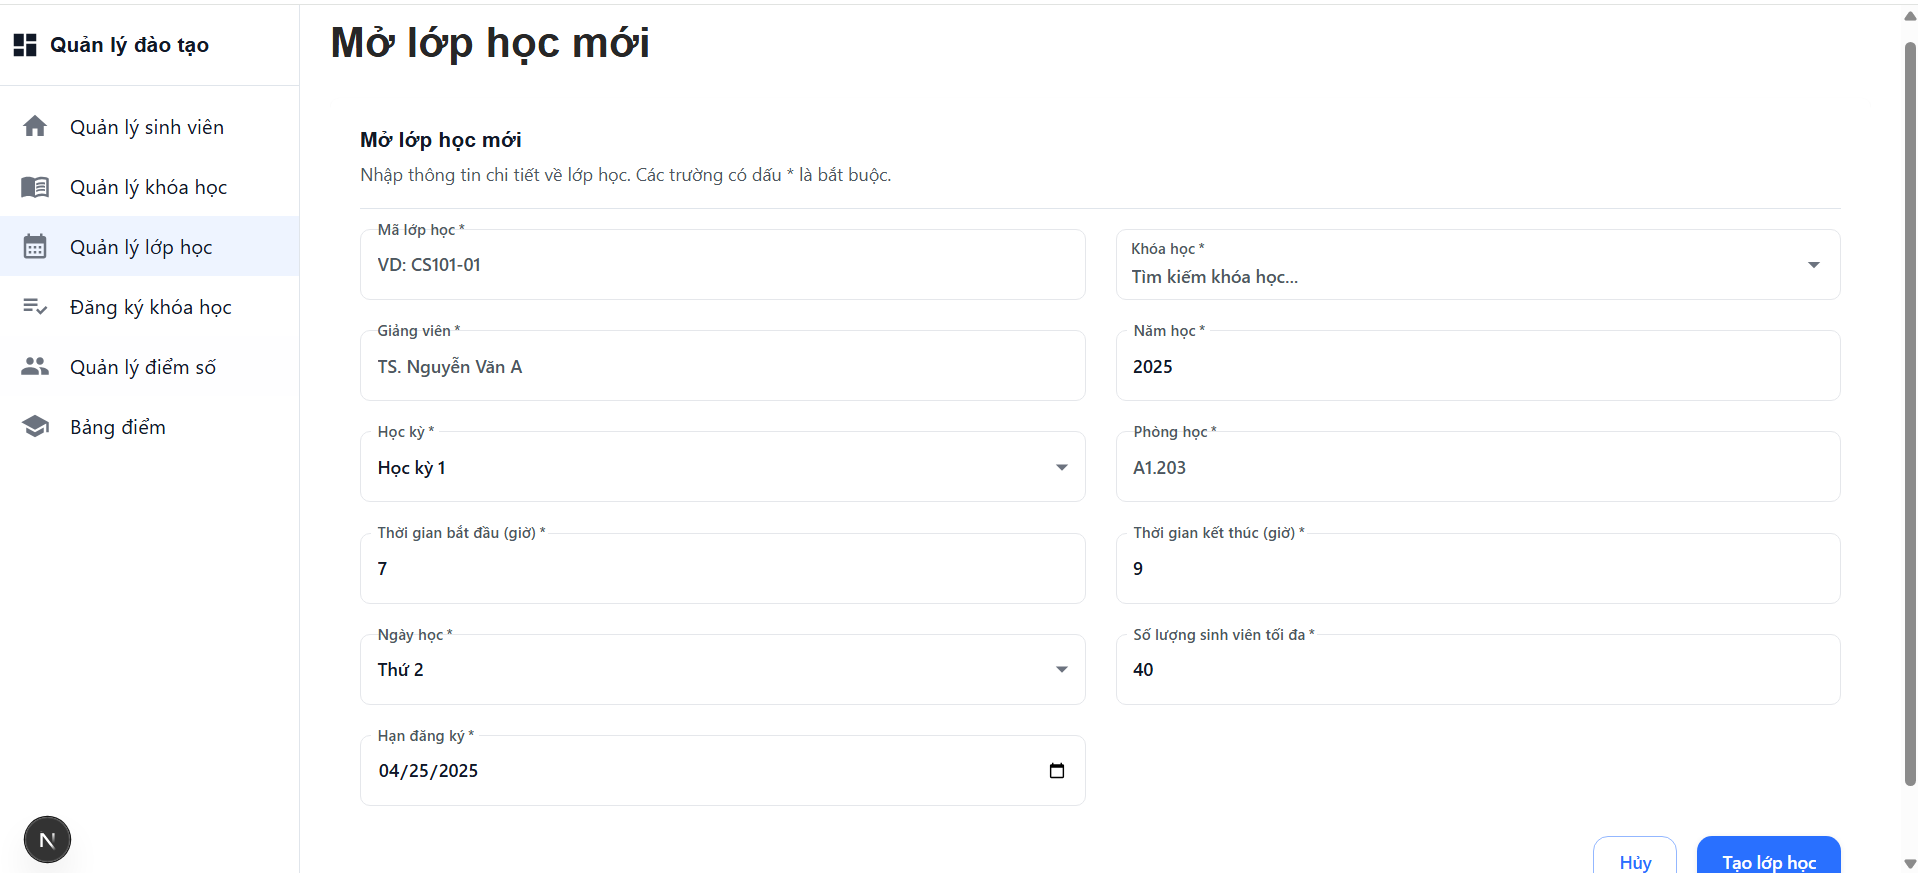 Quản lý đào tạo
Quản lý sinh viên
Quản lý khóa học
Quản lý lớp học
Đăng ký khóa học
Quản lý điểm số
Bảng điểm
N
Mở lớp học mới
Mở lớp học mới
Nhập thông tin chi tiết về lớp học. Các trường có dấu * là bắt buộc.
Mã lớp học *
VD: CS101-01
Khóa học *
Tìm kiếm khóa học...
Giảng viên *
TS. Nguyễn Văn A
Năm học *
2025
Học kỳ *
Học kỳ 1
Phòng học *
A1.203
Thời gian bắt đầu (giờ) *
7
Thời gian kết thúc (giờ) *
9
Ngày học *
Thứ 2
Số lượng sinh viên tối đa *
40
Hạn đăng ký *
04/25/2025
Hủy
Tạo lớp học